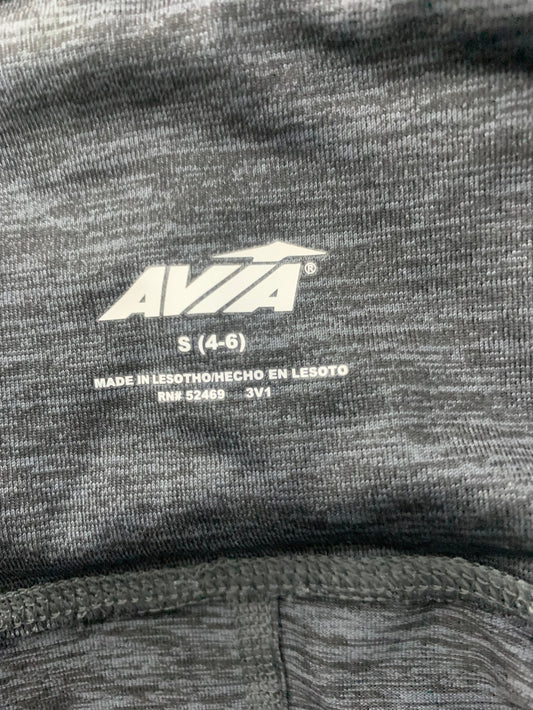 AVIA®
S (4-6)
MADE IN LESOTHO/HECHO EN LESOTO
RN# 52469 3V1